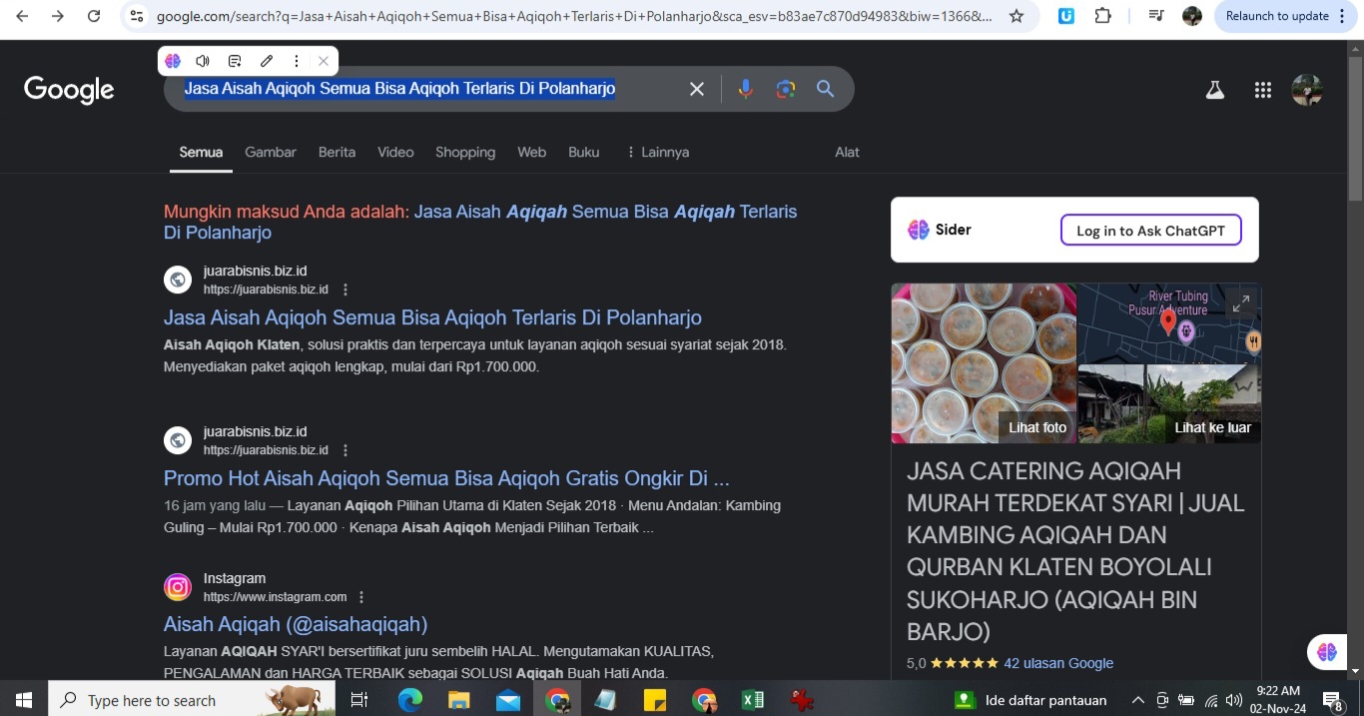 google.com/search?q=Jasa+Aisah+Aqiqoh+Semua+Bisa+Aqiqoh+Terlaris+Di+Polanharjo&sca_esv=b83ae7c870d94983&biw=1366&...
Relaunch to update
Google
Jasa Aisah Aqiqoh Semua Bisa Aqiqoh Terlaris Di Polanharjo
Semua Gambar Berita Video Shopping Web Buku Lainnya Alat
Mungkin maksud Anda adalah: Jasa Aisah Aqiqah Semua Bisa Aqiqah Terlaris
Di Polanharjo
juarabisnis.biz.id
https://juarabisnis.biz.id
Jasa Aisah Aqiqoh Semua Bisa Aqiqoh Terlaris Di Polanharjo
Aisah Aqiqoh Klaten, solusi praktis dan terpercaya untuk layanan aqiqoh sesuai syariat sejak 2018.
Menyediakan paket aqiqoh lengkap, mulai dari Rp1.700.000.
juarabisnis.biz.id
https://juarabisnis.biz.id
Promo Hot Aisah Aqiqoh Semua Bisa Aqiqoh Gratis Ongkir Di ...
16 jam yang lalu — Layanan Aqiqoh Pilihan Utama di Klaten Sejak 2018 · Menu Andalan: Kambing
Guling – Mulai Rp1.700.000 · Kenapa Aisah Aqiqoh Menjadi Pilihan Terbaik ...
Instagram
https://www.instagram.com
Aisah Aqiqah (@aisahaqiqah)
Layanan AQIQAH SYAR'I bersertifikat juru sembelih HALAL. Mengutamakan KUALITAS,
PENGALAMAN dan HARGA TERBAIK sebagai SOLUSI Aqiqah Buah Hati Anda.
Sider
Log in to Ask ChatGPT
River Tubing
Pusur Adventure
Lihat foto
Lihat ke luar
JASA CATERING AQIQAH
MURAH TERDEKAT SYARI | JUAL
KAMBING AQIQAH DAN
QURBAN KLATEN BOYOLALI
SUKOHARJO (AQIQAH BIN
BARJO)
5,0 42 ulasan Google
Type here to search
Ide daftar pantauan
9:22 AM
02-Nov-24
8